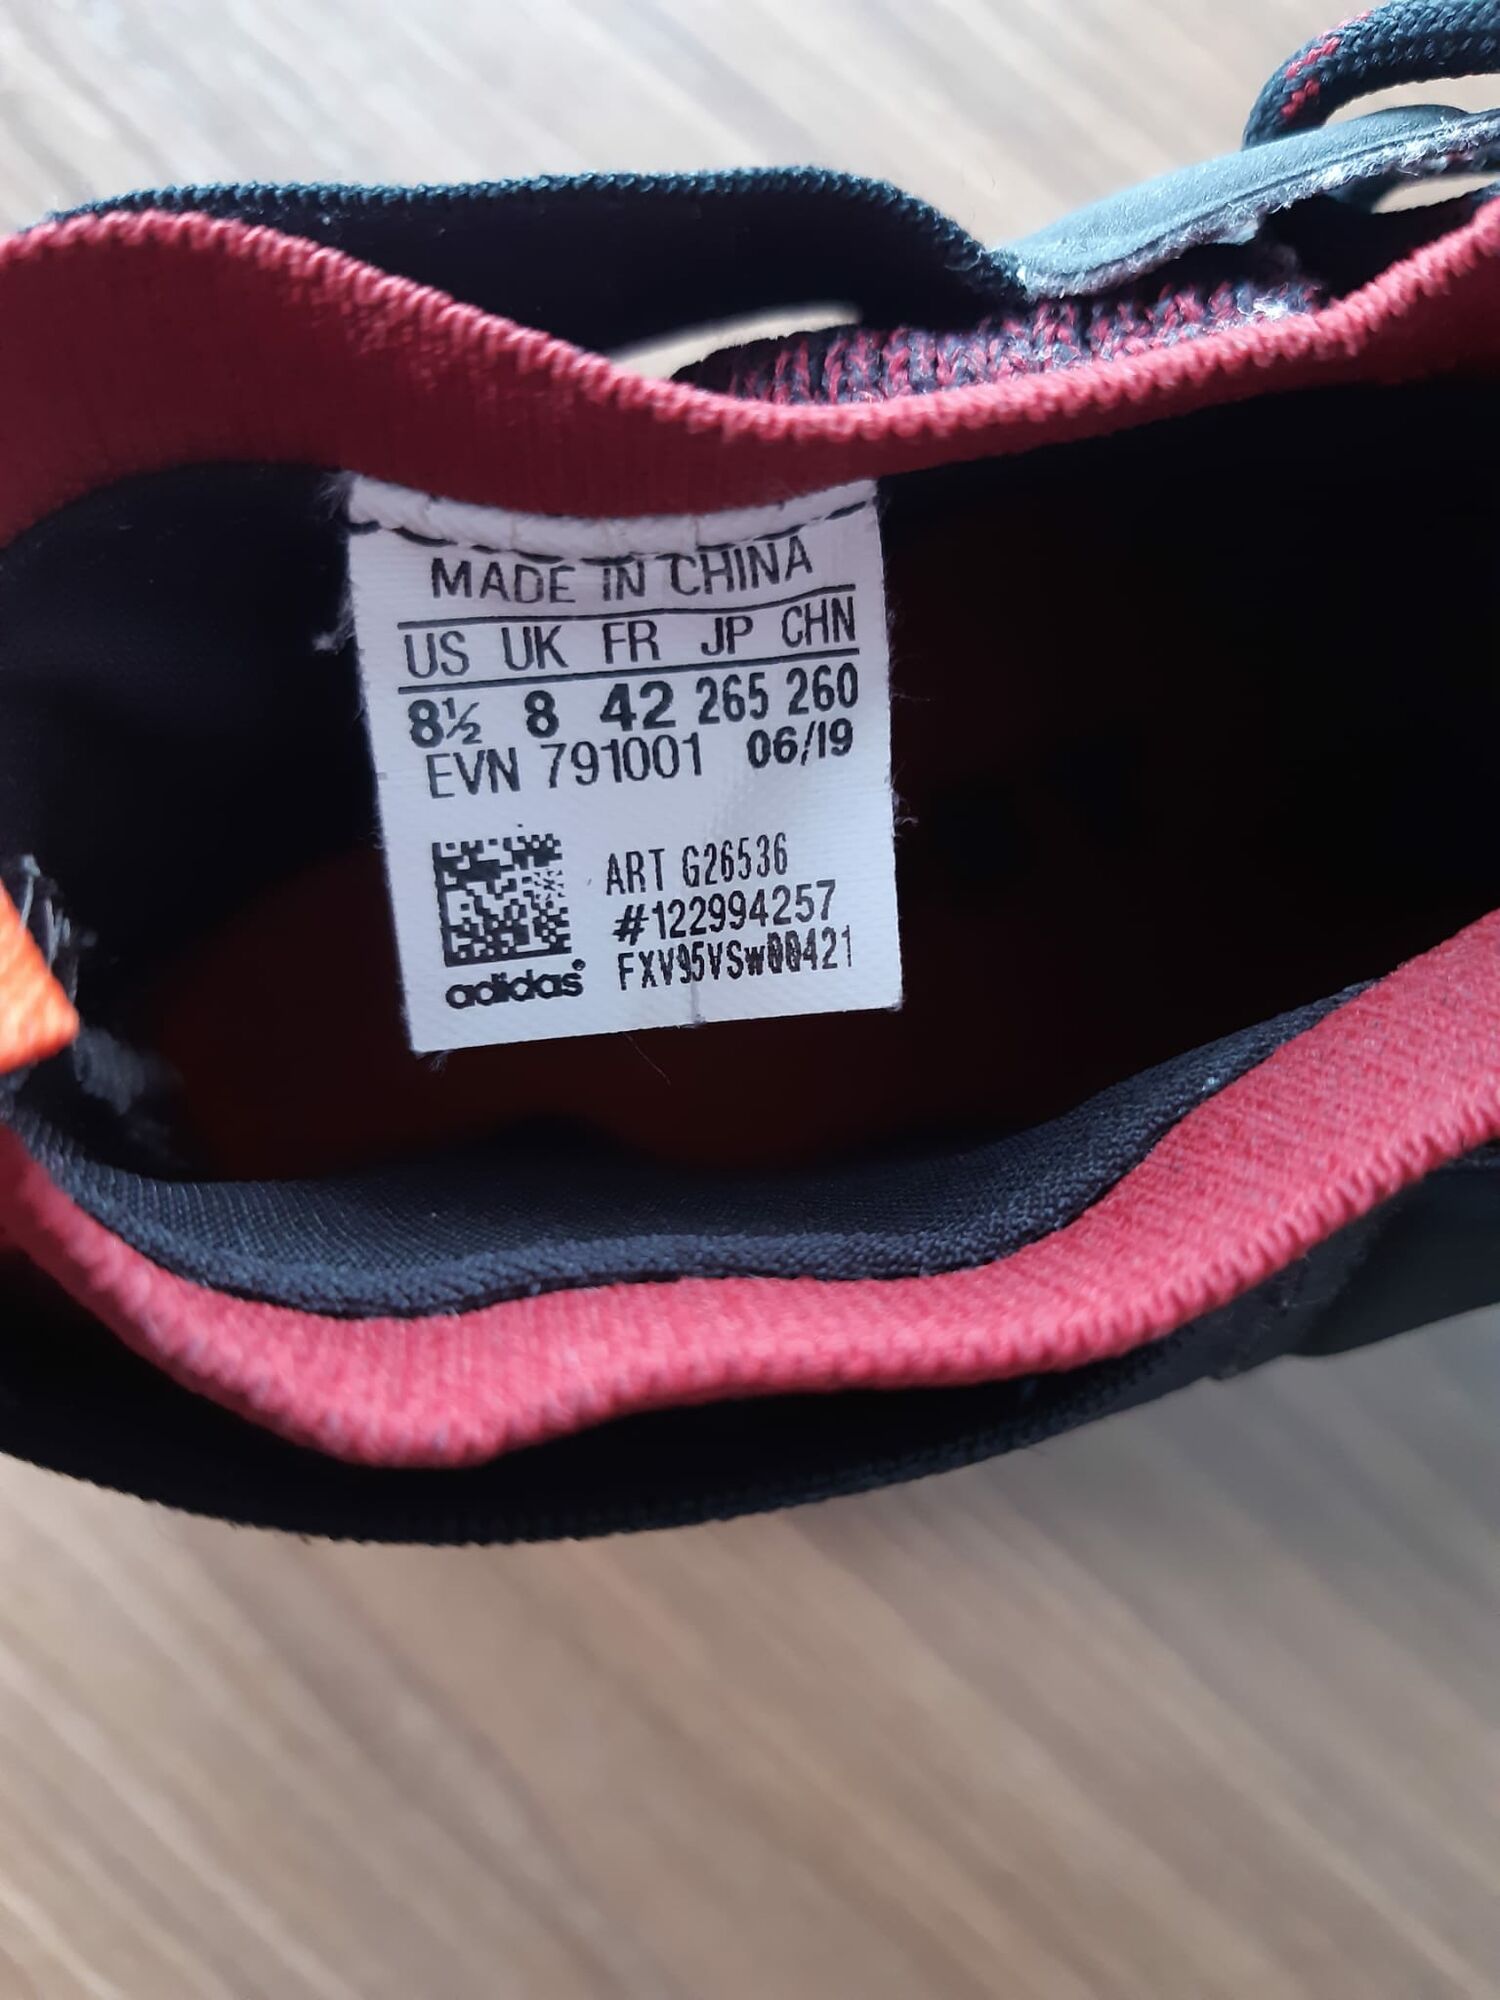 MADE IN CHINA
US UK FR JP CHN
8½ 8 42 265 260
EVN 791001 06/19
ART G26536
#122994257
FXV95VSw00421
adidas®